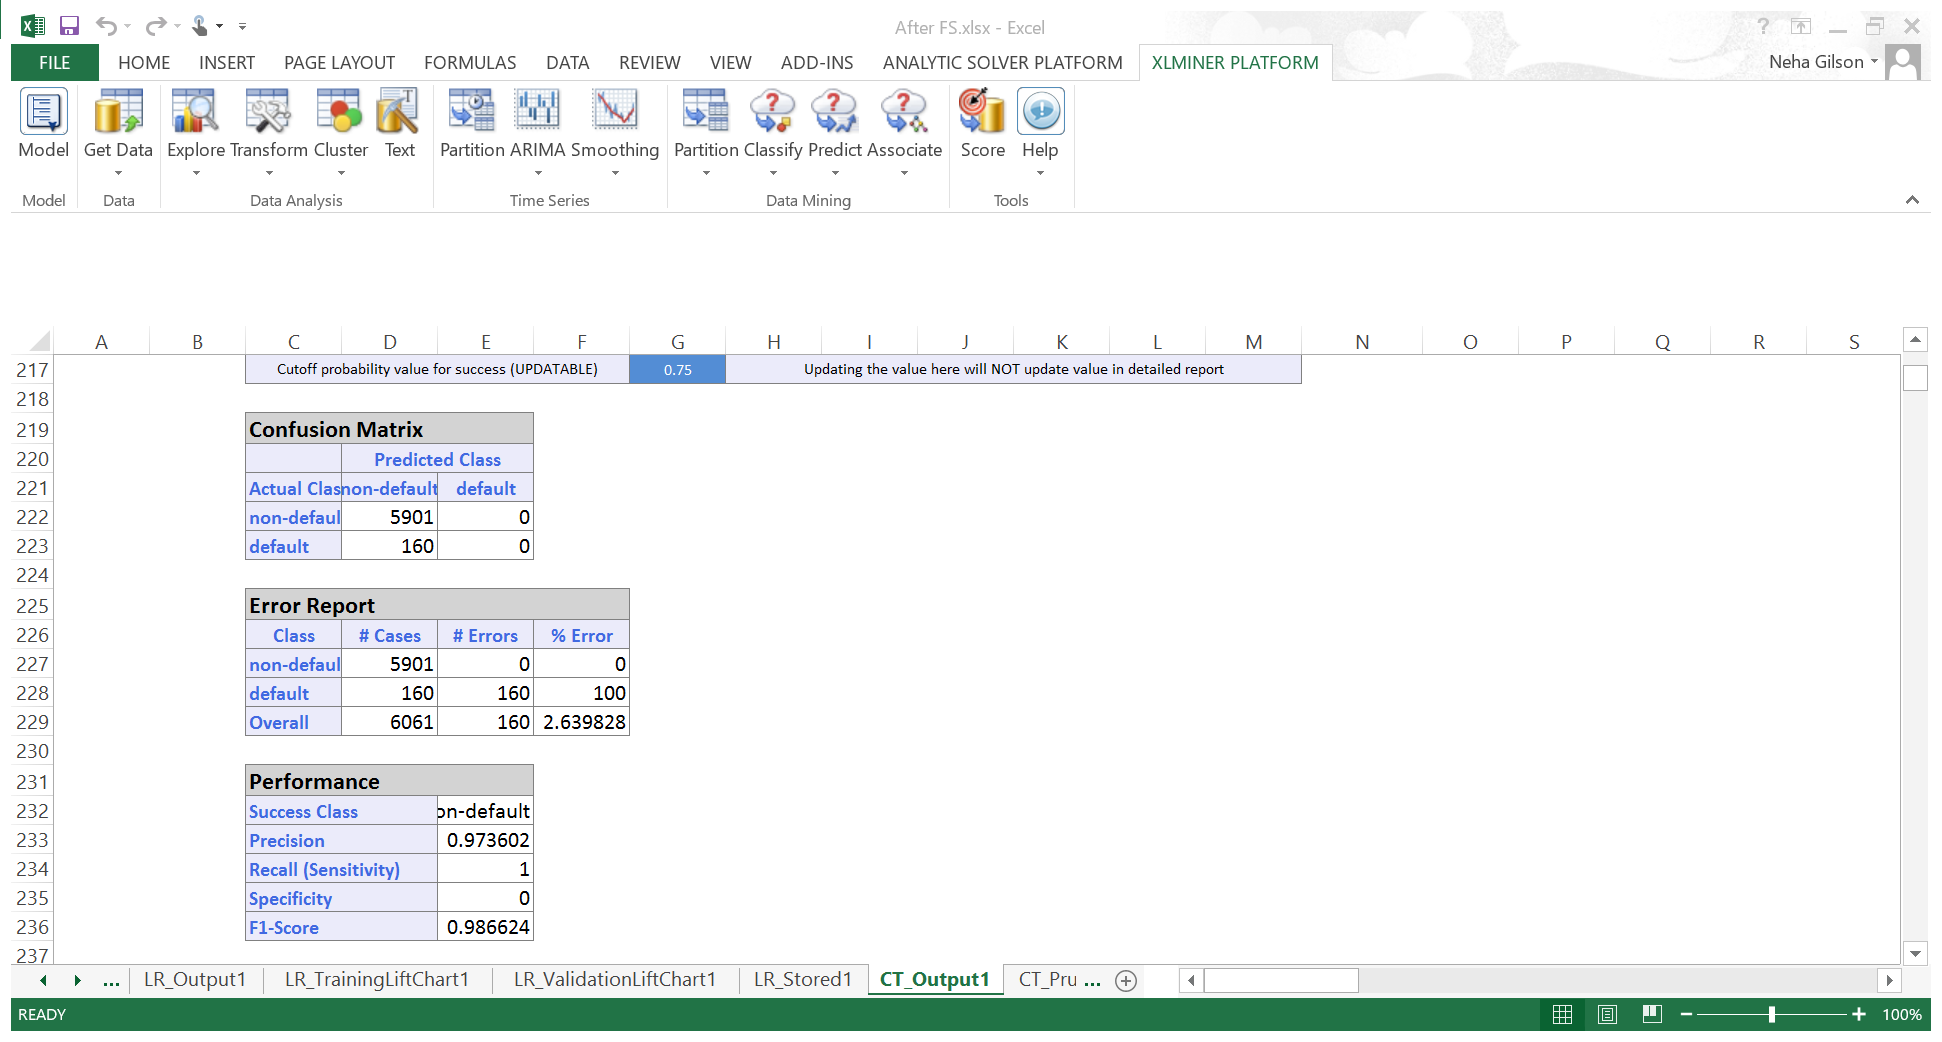 After FS.xlsx - Excel
FILE HOME INSERT PAGE LAYOUT FORMULAS DATA REVIEW VIEW ADD-INS ANALYTIC SOLVER PLATFORM XLMINER PLATFORM Neha Gilson
Model Get Data Explore Transform Cluster Text Partition ARIMA Smoothing Partition Classify Predict Associate Score Help
Model Data Data Analysis Time Series Data Mining Tools
A B C D E F G H I J K L M N O P Q R S
217 Cutoff probability value for success (UPDATABLE) 0.75 Updating the value here will NOT update value in detailed report
218
219 Confusion Matrix
220 Predicted Class
221 Actual Clas non-default default
222 non-defaul 5901 0
223 default 160 0
224
225 Error Report
226 Class # Cases # Errors % Error
227 non-defaul 5901 0 0
228 default 160 160 100
229 Overall 6061 160 2.639828
230
231 Performance
232 Success Class on-default
233 Precision 0.973602
234 Recall (Sensitivity) 1
235 Specificity 0
236 F1-Score 0.986624
237
... LR_Output1 LR_TrainingLiftChart1 LR_ValidationLiftChart1 LR_Stored1 CT_Output1 CT_Pru ...
READY 100%